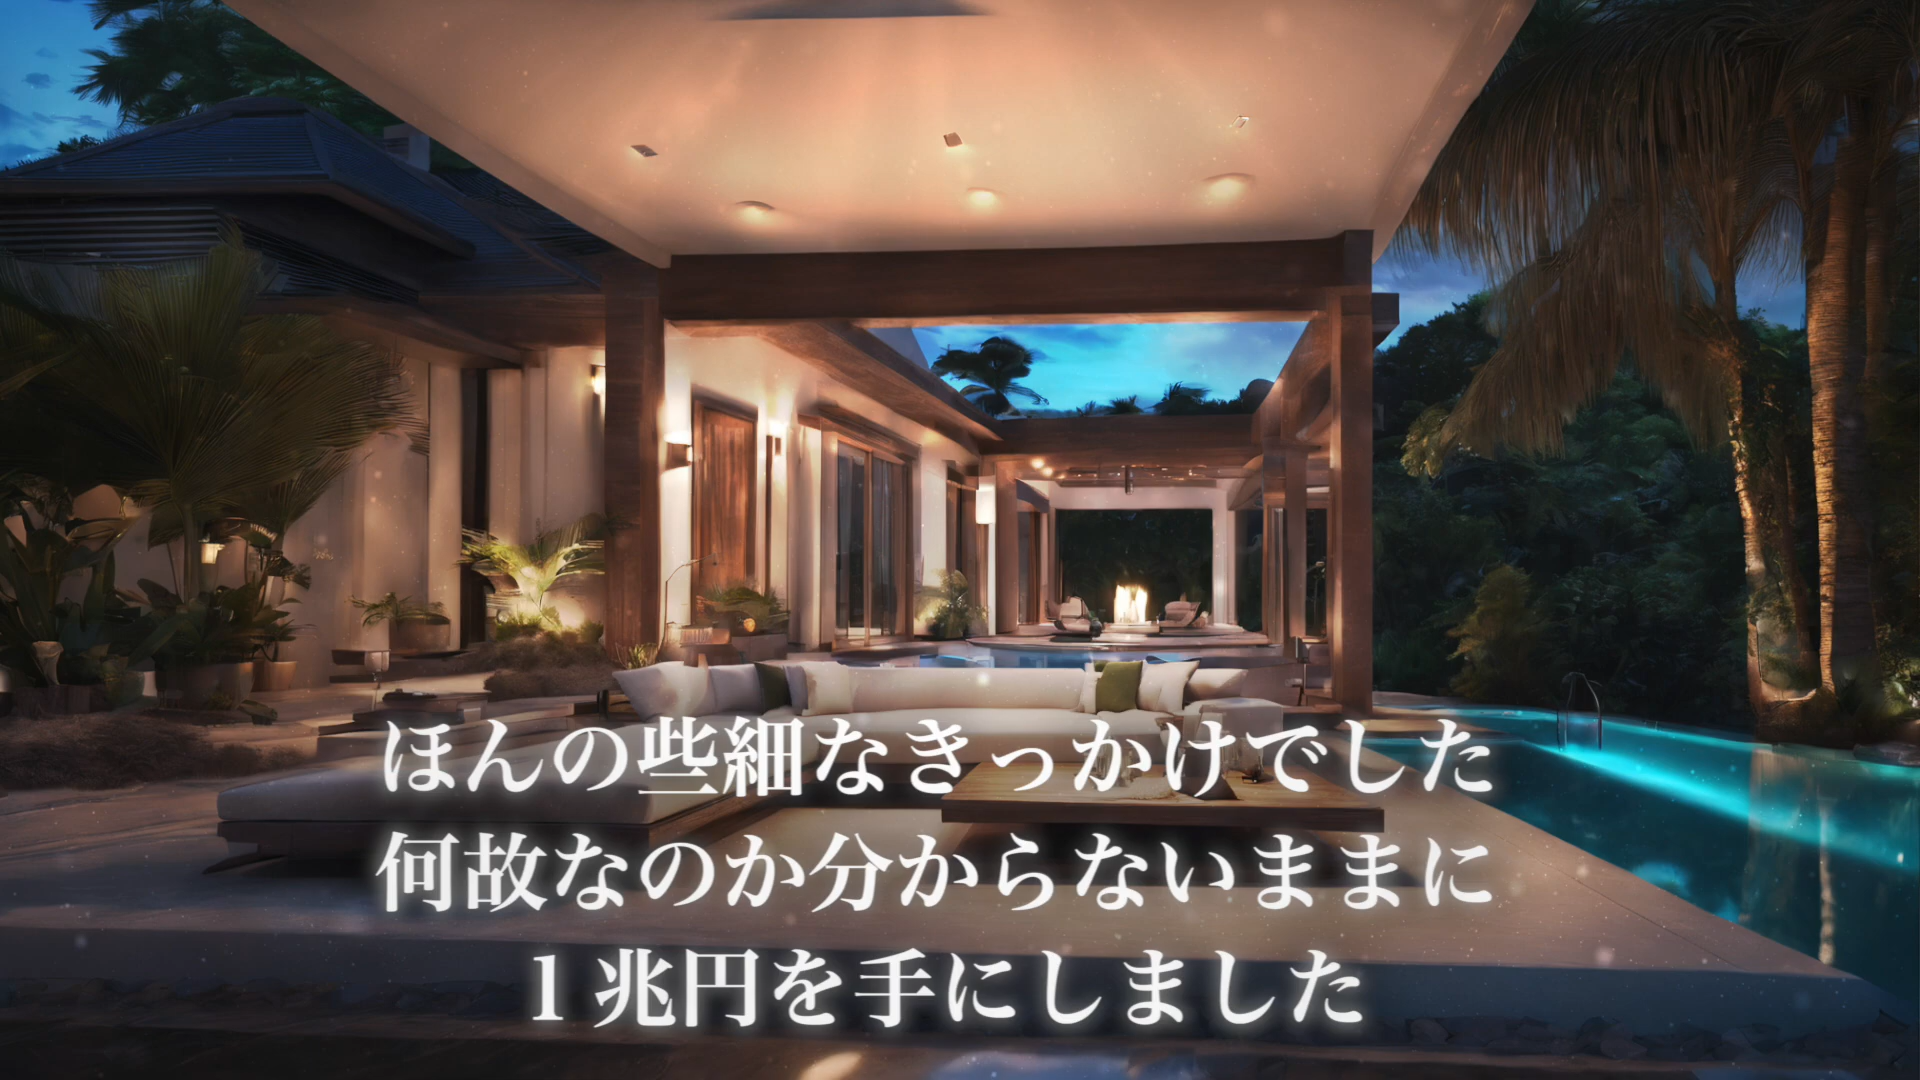 ほんの些細なきっかけでした
何故なのか分からないままに
１兆円を手にしました